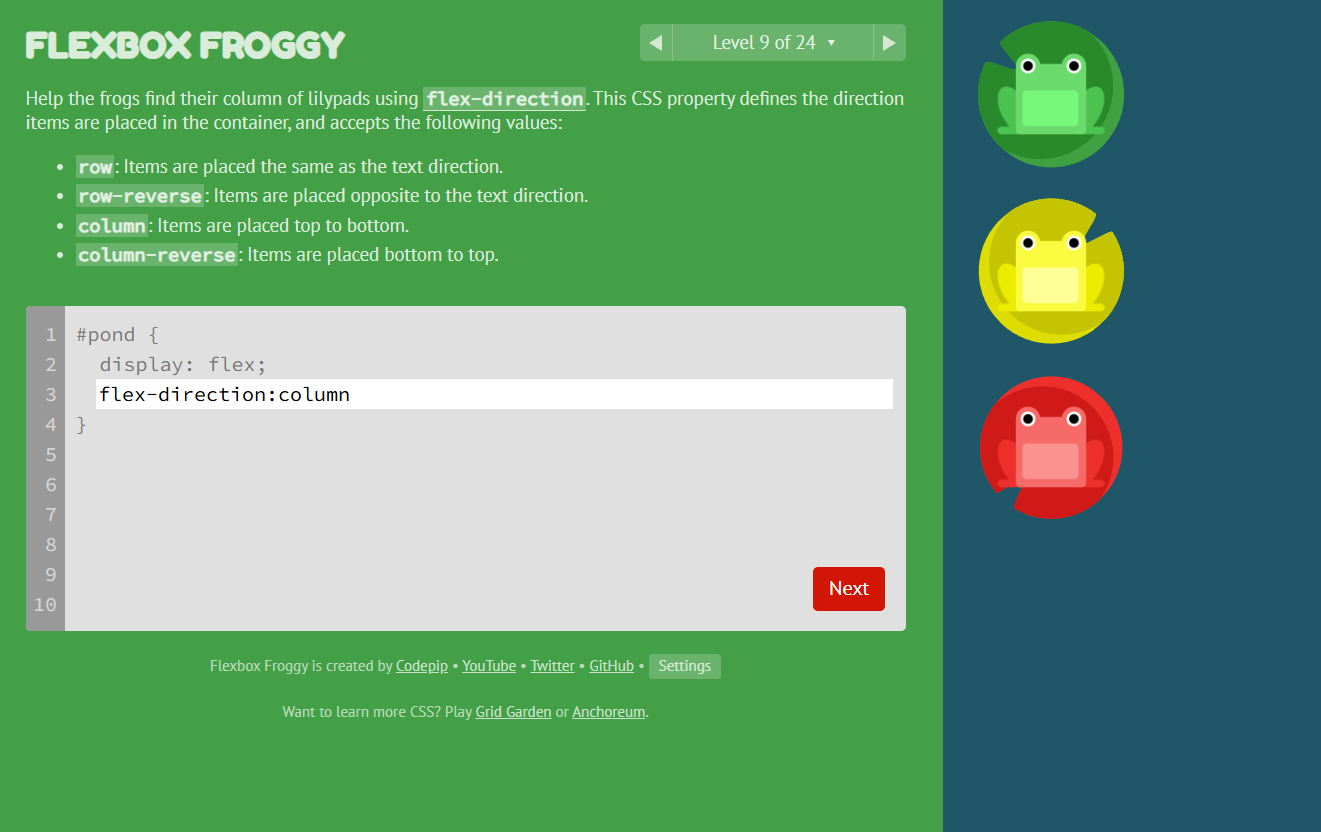 FLEXBOX FROGGY
Level 9 of 24
Help the frogs find their column of lilypads using flex-direction. This CSS property defines the direction
items are placed in the container, and accepts the following values:
row: Items are placed the same as the text direction.
row-reverse: Items are placed opposite to the text direction.
column: Items are placed top to bottom.
column-reverse: Items are placed bottom to top.
1 #pond {
2 display: flex;
3 flex-direction:column
4 }
5
6
7
8
9
10
Next
Flexbox Froggy is created by Codepip • YouTube • Twitter • GitHub • Settings
Want to learn more CSS? Play Grid Garden or Anchoreum.